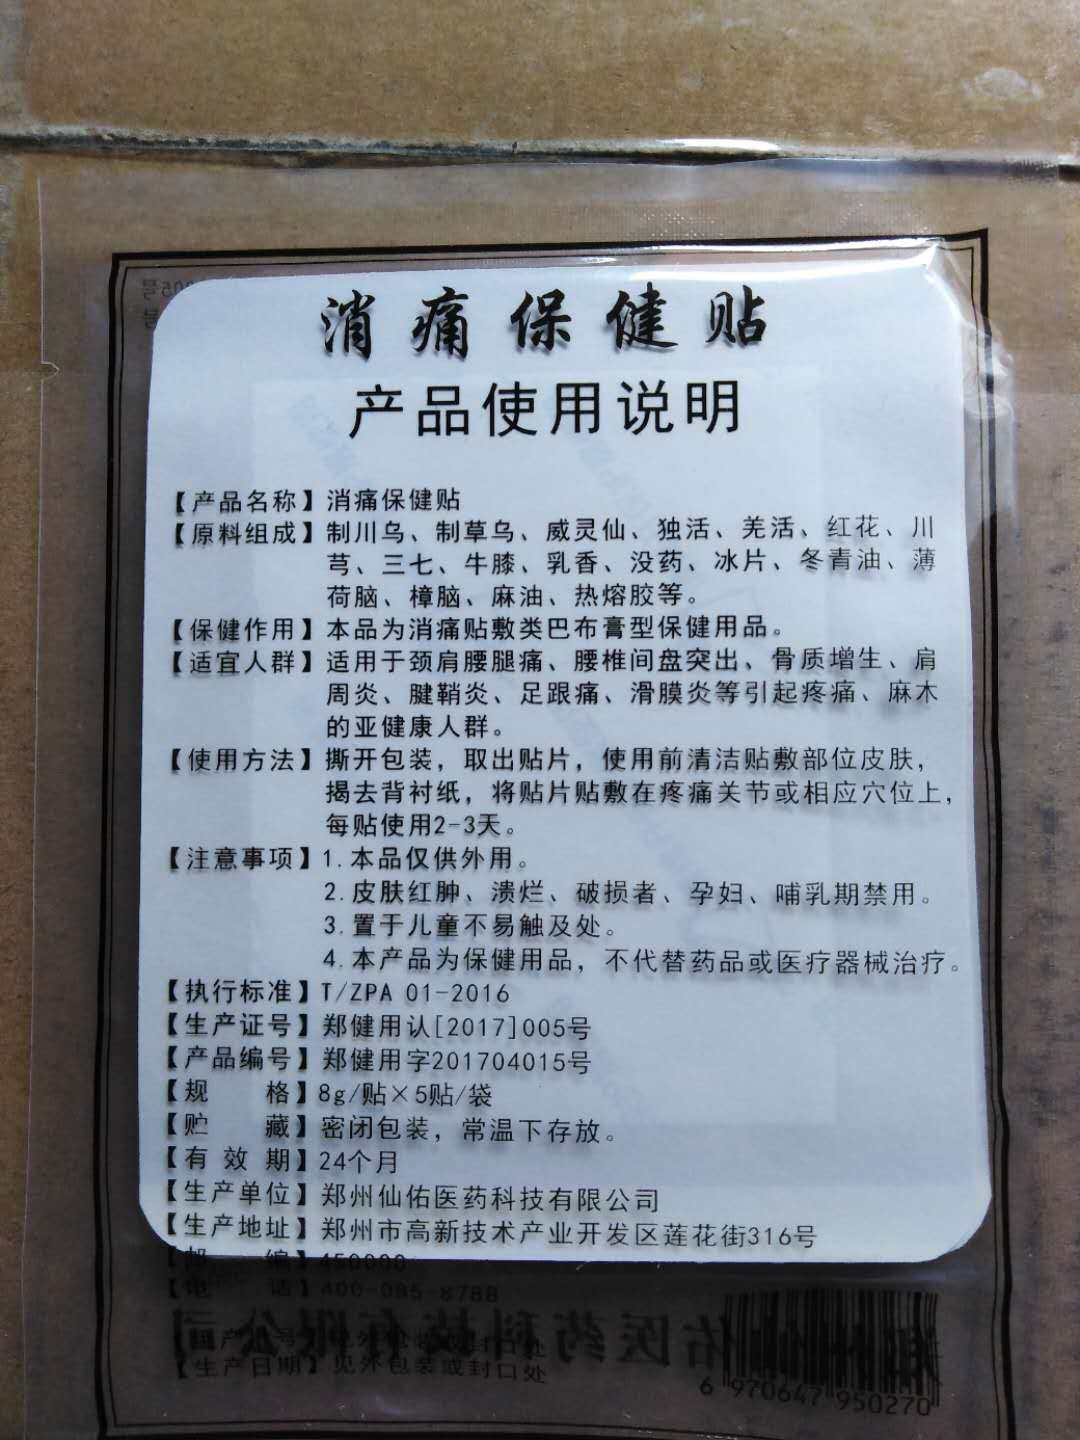 消痛保健贴
产品使用说明
【产品名称】消痛保健贴
【原料组成】制川乌、制草乌、威灵仙、独活、羌活、红花、川
芎、三七、牛膝、乳香、没药、冰片、冬青油、薄
荷脑、樟脑、麻油、热熔胶等。
【保健作用】本品为消痛贴敷类巴布膏型保健用品。
【适宜人群】适用于颈肩腰腿痛、腰椎间盘突出、骨质增生、肩
周炎、腱鞘炎、足跟痛、滑膜炎等引起疼痛、麻木
的亚健康人群。
【使用方法】撕开包装，取出贴片，使用前清洁贴敷部位皮肤，
揭去背衬纸，将贴片贴敷在疼痛关节或相应穴位上，
每贴使用2-3天。
【注意事项】1.本品仅供外用。
2.皮肤红肿、溃烂、破损者、孕妇、哺乳期禁用。
3.置于儿童不易触及处。
4.本产品为保健用品，不代替药品或医疗器械治疗。
【执行标准】T/ZPA 01-2016
【生产证号】郑健用认[2017]005号
【产品编号】郑健用字201704015号
【规 格】8g/贴×5贴/袋
【贮 藏】密闭包装，常温下存放。
【有 效 期】24个月
【生产单位】郑州仙佑医药科技有限公司
【生产地址】郑州市高新技术产业开发区莲花街316号
【邮 编】450000
【电 话】400-085-8788
【生产日期】见外包装或封口处
6 970647 950270